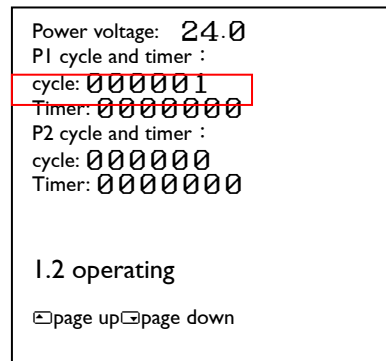 Power voltage: 24.0
P1 cycle and timer：
cycle: 000001
Timer: 0000000
P2 cycle and timer：
cycle: 000000
Timer: 0000000
1.2 operating
page up page down